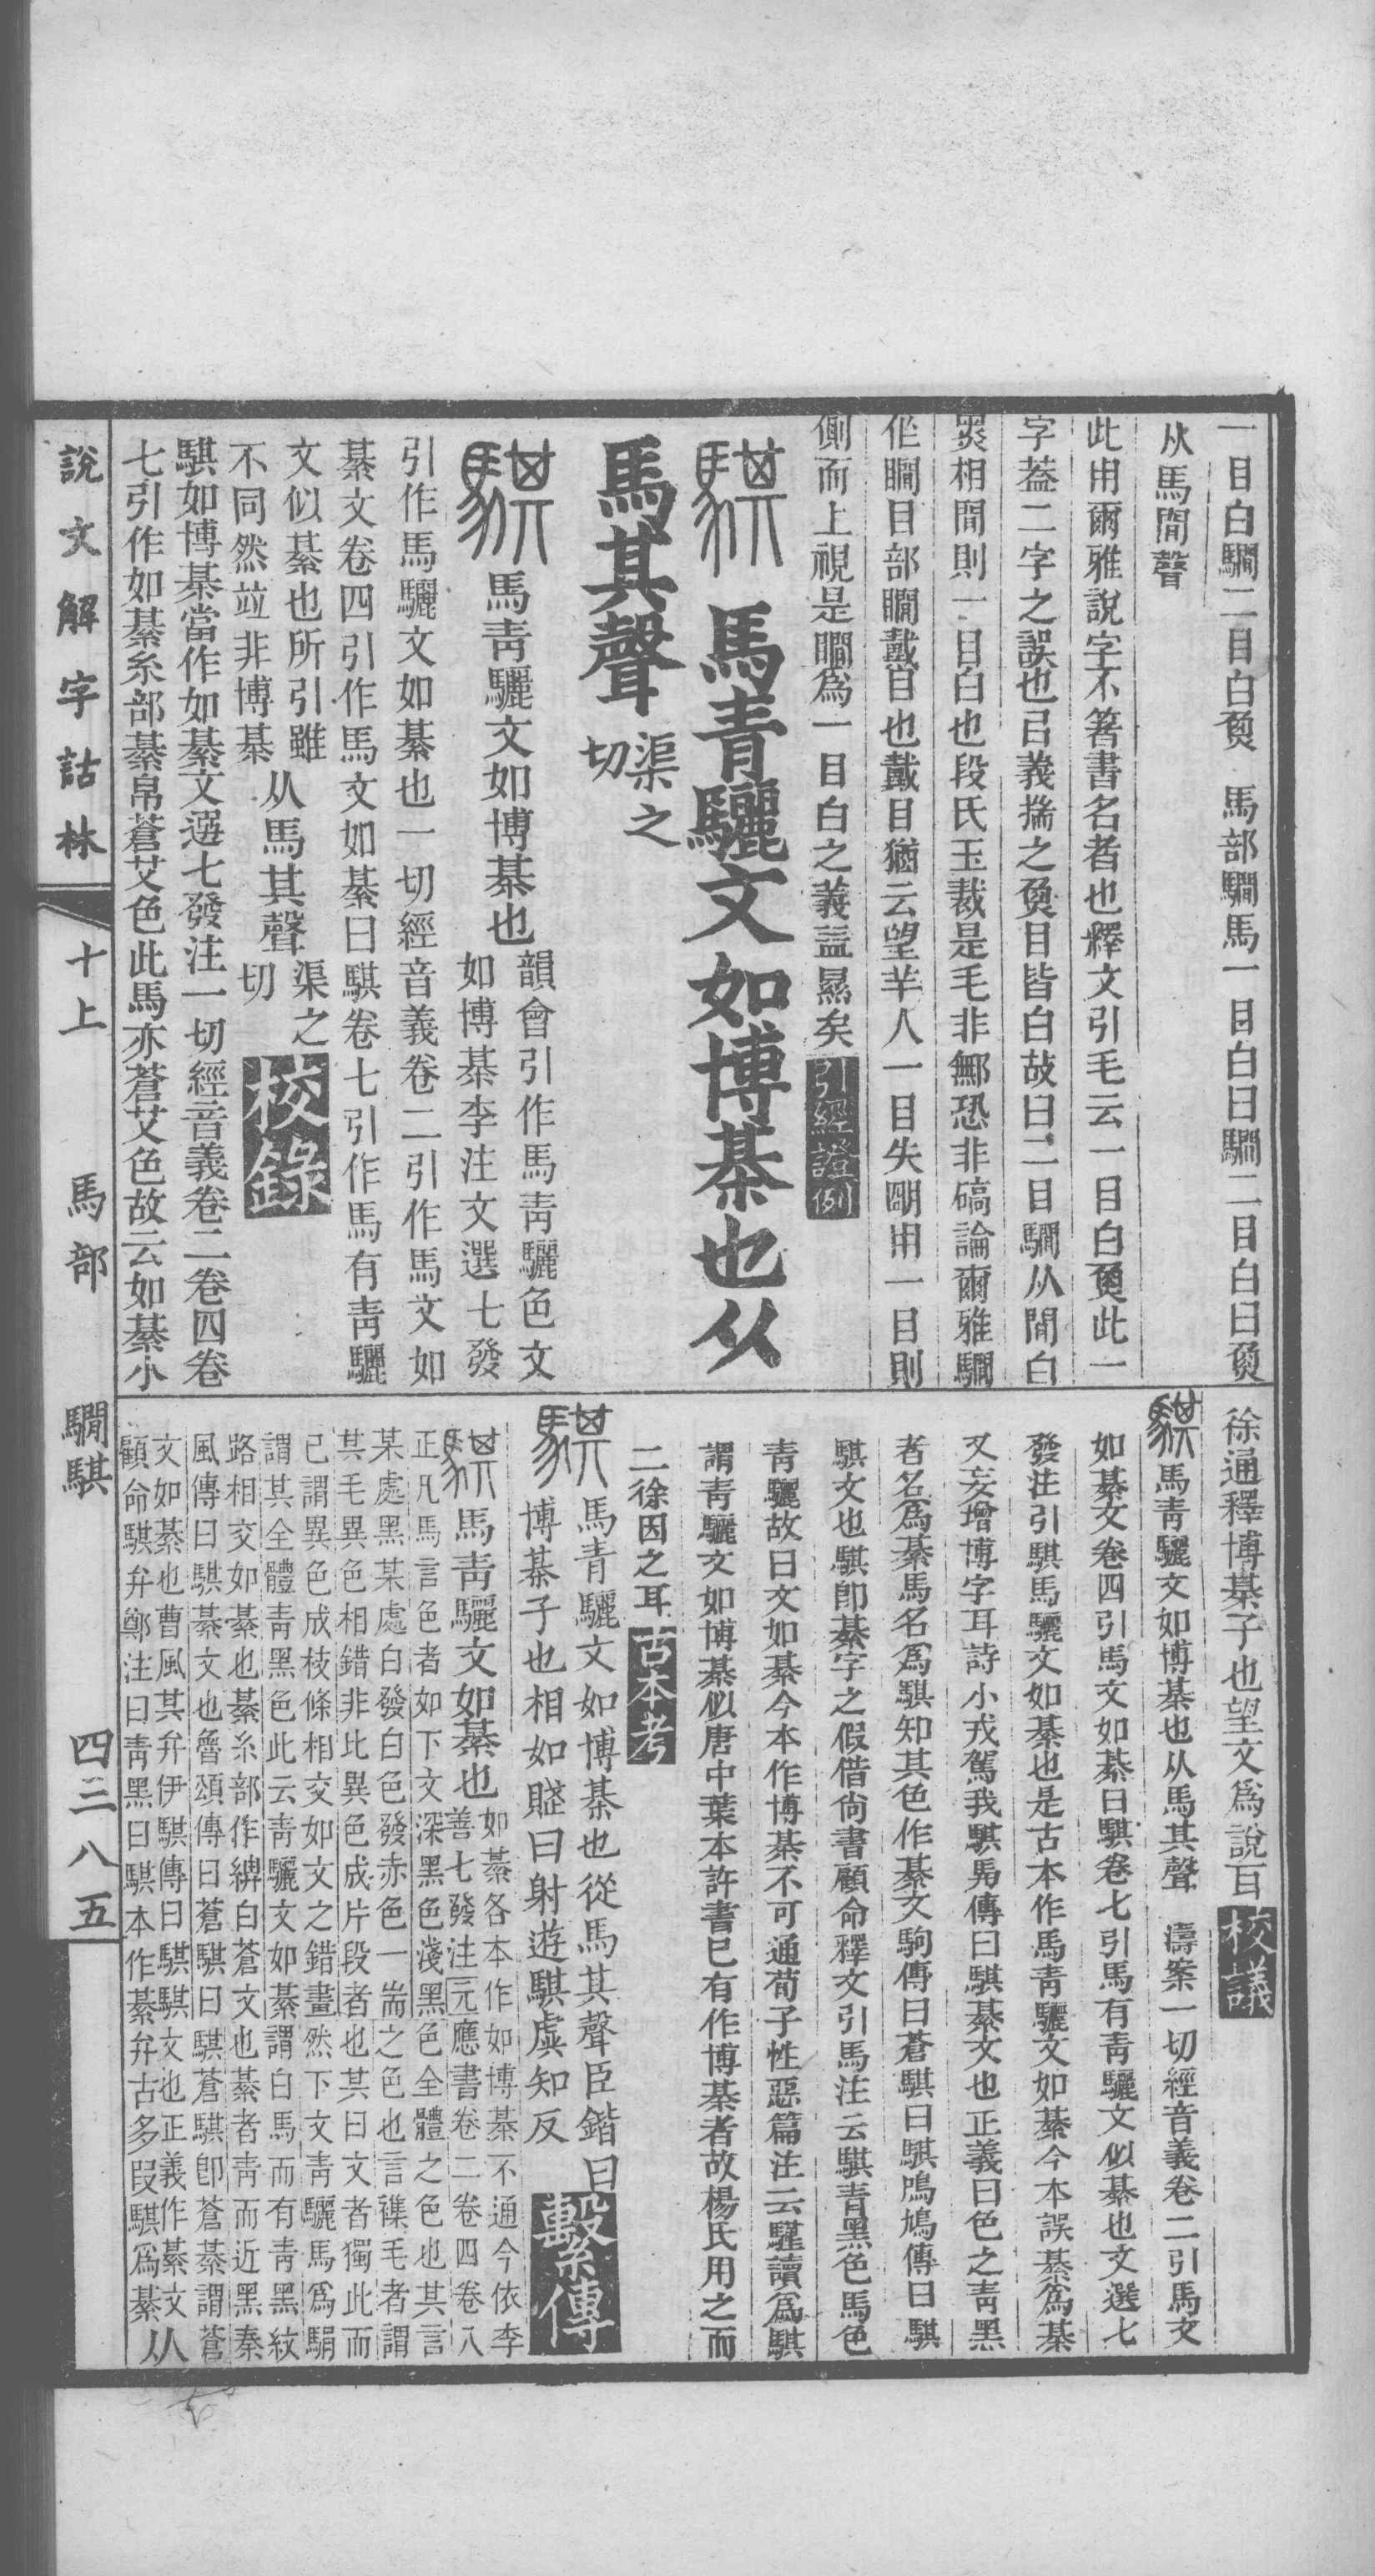 一目白瞷二目白𩵋　馬部瞷馬一目白曰瞷二目白曰𩵋
从馬閒聲
此用爾雅說字不箸書名者也釋文引毛云一目白𩵋此一
字葢二字之誤也㠯義揣之𩵋目皆白故曰二目瞷从閒白
相閒則一目白也段氏玉裁是毛非鄦恐非碻論爾雅瞷
作瞷目部瞷戴目也戴目猶云望羊人一目失明用一目則
側而上視是瞷爲一目白之義益㬎矣引經證例
騏　馬青驪文如博棊也从
馬其聲渠之
切
騏馬青驪文如博棊也韻會引作馬青驪色文
如博棊李注文選七發
引作馬驪文如綦也一切經音義卷二引作馬文如
綦文卷四引作馬文如綦曰騏卷七引作馬有青驪
文似綦也所引雖
不同然竝非博棊从馬其聲渠之
切校錄
騏如博棊當作如綦文選七發注一切經音義卷二卷四卷
七引作如綦糸部綦帛蒼艾色此馬亦蒼艾色故云如綦小
徐通釋博棊子也望文爲說耳校議
騏馬青驪文如博棊也从馬其聲　濤案一切經音義卷二引馬文
如綦文卷四引馬文如綦曰騏卷七引馬有青驪文似綦也文選七
發注引騏馬驪文如綦也是古本作馬青驪文如綦今本誤綦爲棊
又妄增博字耳詩小戎駕我騏馵傳曰騏綦文也正義曰色之青黑
者名爲綦馬名爲騏知其色作綦文駉傳曰蒼騏曰騏鳲鳩傳曰騏
騏文也騏卽綦字之假借尚書顧命釋文引馬注云騏青黑色馬色
青驪故曰文如綦今本作博棊不可通荀子性惡篇注云驥讀爲騏
謂青驪文如博棊似唐中葉本許書已有作博棊者故楊氏用之而
二徐因之耳古本考
騏馬青驪文如博棊也從馬其聲臣鍇曰
博棊子也相如賦曰射遊騏虔知反繫傳
騏馬青驪文如綦也如綦各本作如博棊不通今依李
善七發注元應書卷二卷四卷八
正凡馬言色者如下文深黑色淺黑色全體之色也其言
某處黑某處白發白色發赤色一耑之色也言襍毛者謂
其毛異色相錯非比異色成片段者也其曰文者獨此而
已謂異色成枝條相交如文之錯畫然下文青驪馬爲駽
謂其全體青黑色此云青驪文如綦謂白馬而有青黑紋
路相交如綦也綦糸部作綥白蒼文也綦者青而近黑秦
風傳曰騏綦文也魯頌傳曰蒼騏曰騏蒼騏卽蒼綦謂蒼
文如綦也曹風其弁伊騏傳曰騏騏文也正義作綦文
顧命騏弁鄭注曰青黑曰騏本作綦弁古多叚騏爲綦从
說文解字詁林　十上　馬部　瞷騏　四三八五